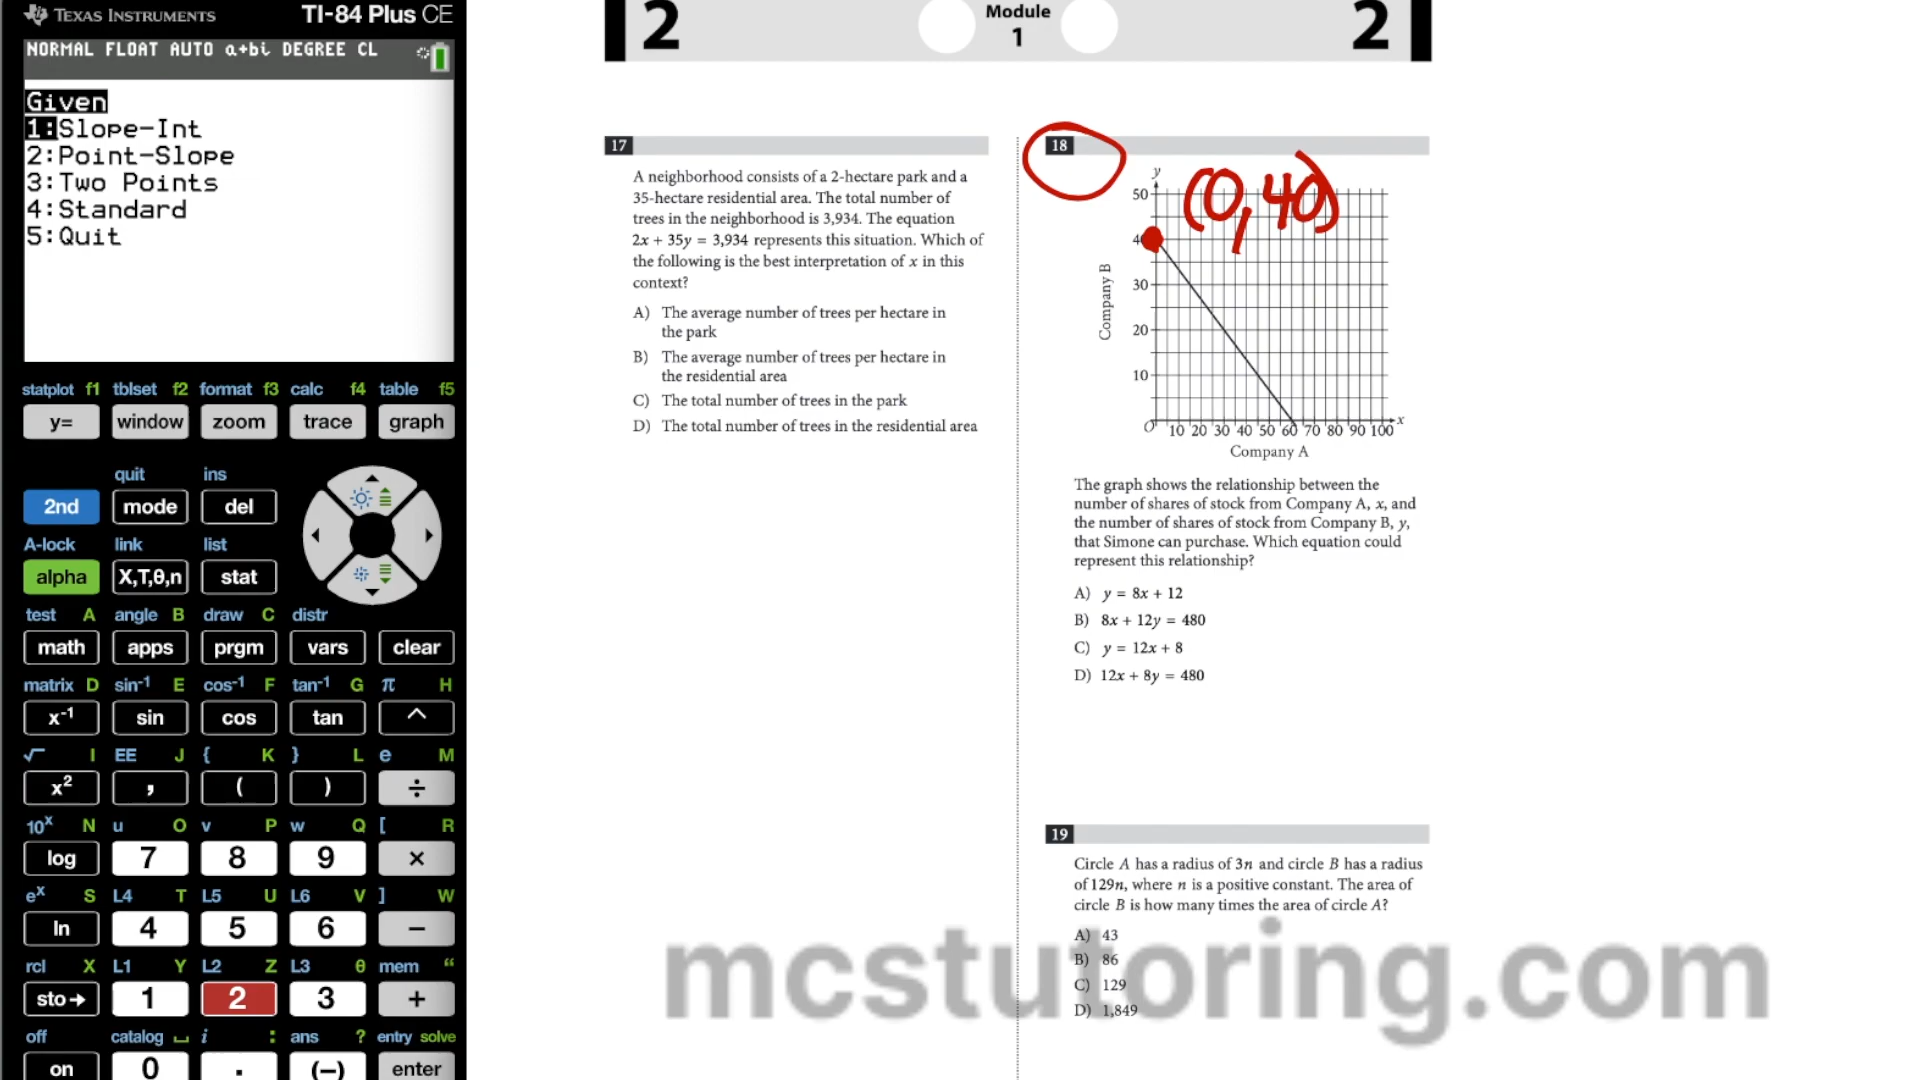 TEXAS INSTRUMENTS TI-84 Plus CE
NORMAL FLOAT AUTO a+bi DEGREE CL
Given
1:Slope-Int
2:Point-Slope
3:Two Points
4:Standard
5:Quit
statplot f1 tblset f2 format f3 calc f4 table f5
y= window zoom trace graph
quit ins
2nd mode del
A-lock link list
alpha X,T,θ,n stat
test A angle B draw C distr
math apps prgm vars clear
matrix D sin⁻¹ E cos⁻¹ F tan⁻¹ G π H
x⁻¹ sin cos tan ^
√ I EE J { K } L e M
x² , ( ) ÷
10ˣ N u O v P w Q [ R
log 7 8 9 ×
eˣ S L4 T L5 U L6 V ] W
ln 4 5 6 −
rcl X L1 Y L2 Z L3 θ mem “
sto→ 1 2 3 +
off catalog ⎵ i : ans ? entry solve
on 0 . (−) enter
2 Module 2
1
17
A neighborhood consists of a 2-hectare park and a
35-hectare residential area. The total number of
trees in the neighborhood is 3,934. The equation
2x + 35y = 3,934 represents this situation. Which of
the following is the best interpretation of x in this
context?
A) The average number of trees per hectare in
the park
B) The average number of trees per hectare in
the residential area
C) The total number of trees in the park
D) The total number of trees in the residential area
18
(0,40)
y
50
4
30
20
10
O 10 20 30 40 50 60 70 80 90 100 x
Company B
Company A
The graph shows the relationship between the
number of shares of stock from Company A, x, and
the number of shares of stock from Company B, y,
that Simone can purchase. Which equation could
represent this relationship?
A) y = 8x + 12
B) 8x + 12y = 480
C) y = 12x + 8
D) 12x + 8y = 480
19
Circle A has a radius of 3n and circle B has a radius
of 129n, where n is a positive constant. The area of
circle B is how many times the area of circle A?
A) 43
B) 86
C) 129
D) 1,849
mcstutoring.com